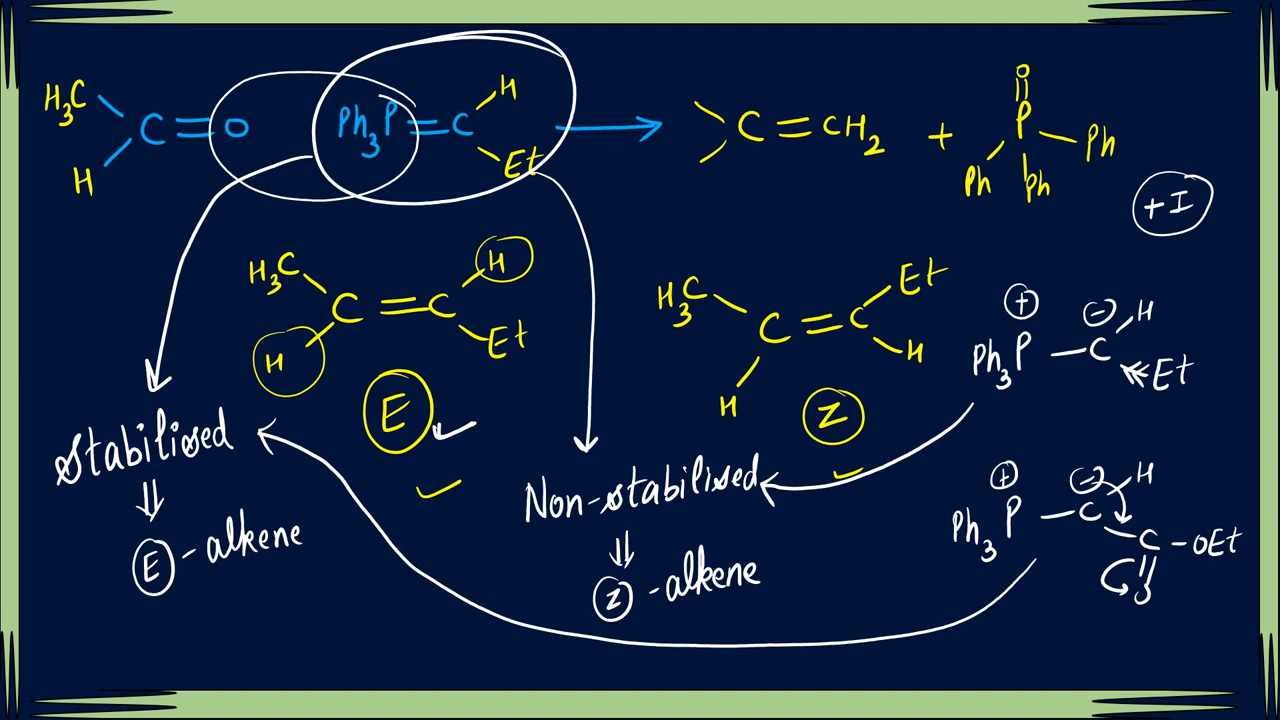 H₃C H C=O Ph₃P=C H Et → C=CH₂ + O P Ph Ph Ph
+I
H₃C H C=C H Et
E
H₃C H C=C Et H
Z
⊕ ⊖
Ph₃P-C H Et
Stabilised
⇓
E-alkene
Non-stabilised
⇓
Z-alkene
⊕ ⊖
Ph₃P-C H
C-OEt